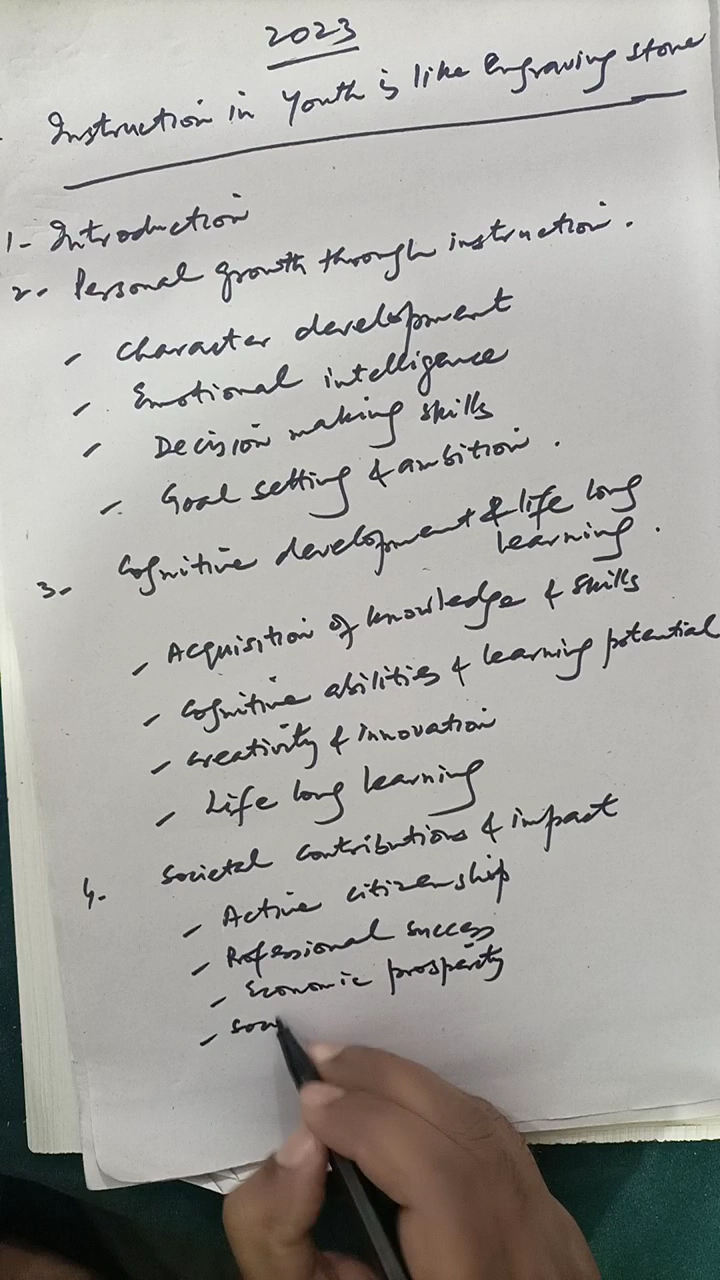 2023
Instruction in Youth is like Engraving stone
1- Introduction
2- Personal growth through instruction.
- Character development
- Emotional intelligence
- Decision making skills
- Goal setting & ambition.
3- Cognitive development & life long
learning.
- Acquisition of knowledge & skills
- Cognitive abilities & learning potential
- Creativity & innovation
- Life long learning
4. Societal contributions & impact
- Active citizenship
- Professional success
- Economic prosperity
-